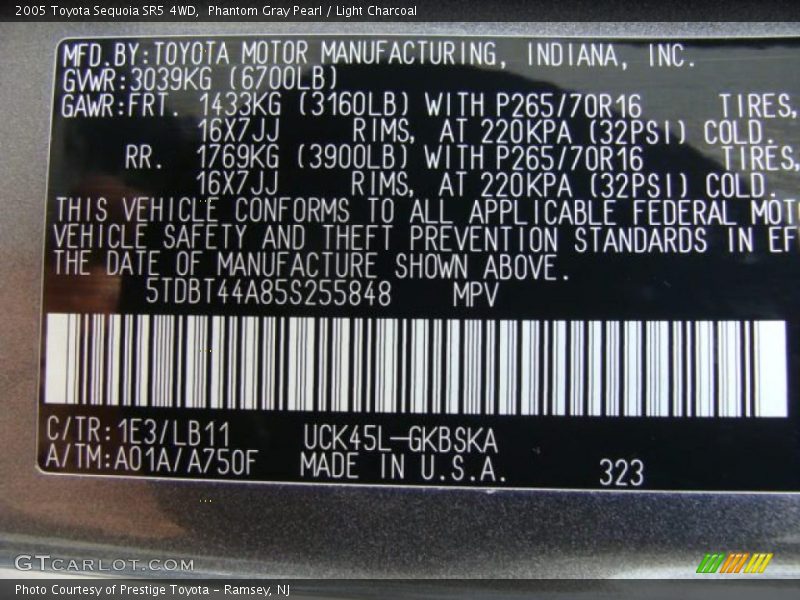 2005 Toyota Sequoia SR5 4WD, Phantom Gray Pearl / Light Charcoal
MFD.BY:TOYOTA MOTOR MANUFACTURING, INDIANA, INC.
GVWR:3039KG (6700LB)
GAWR:FRT. 1433KG (3160LB) WITH P265/70R16 TIRES,
16X7JJ RIMS, AT 220KPA (32PSI) COLD.
RR. 1769KG (3900LB) WITH P265/70R16 TIRES,
16X7JJ RIMS, AT 220KPA (32PSI) COLD.
THIS VEHICLE CONFORMS TO ALL APPLICABLE FEDERAL MOT
VEHICLE SAFETY AND THEFT PREVENTION STANDARDS IN EF
THE DATE OF MANUFACTURE SHOWN ABOVE.
5TDBT44A85S255848 MPV
C/TR:1E3/LB11 UCK45L-GKBSKA
A/TM:A01A/A750F MADE IN U.S.A. 323
GTCARLOT.COM
Photo Courtesy of Prestige Toyota - Ramsey, NJ